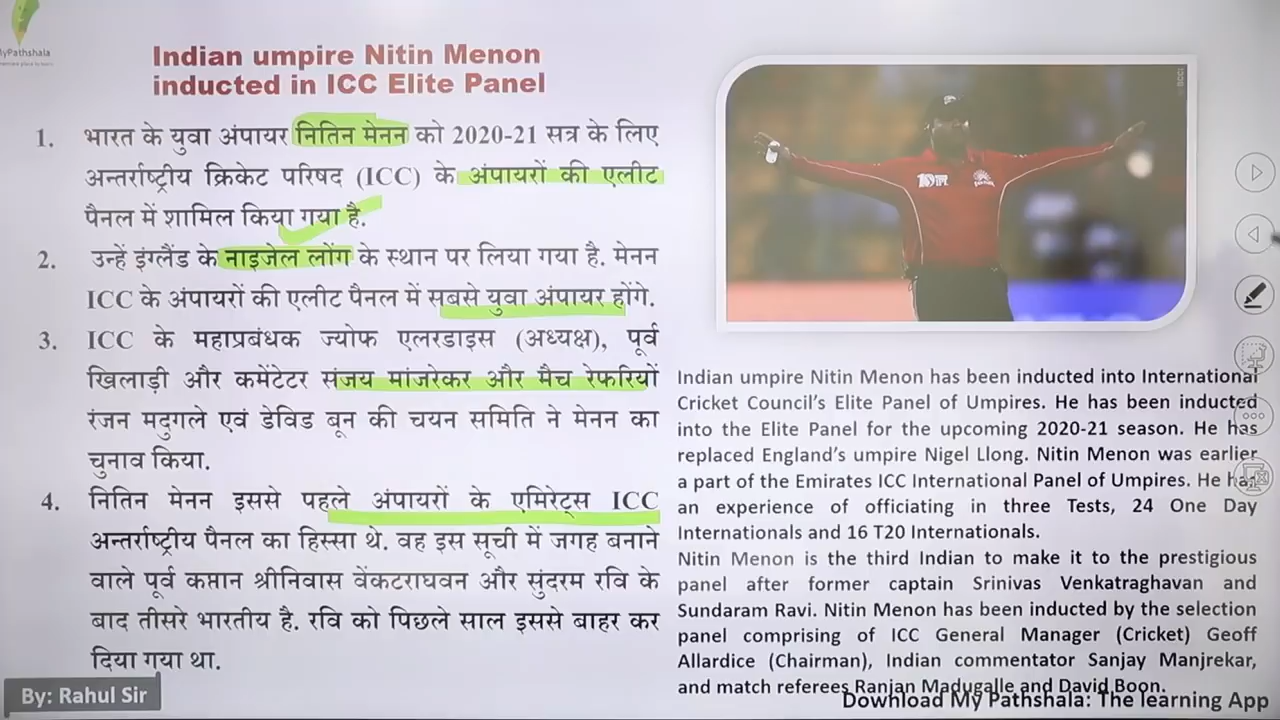 MyPathshala
Indian umpire Nitin Menon
inducted in ICC Elite Panel
1. भारत के युवा अंपायर नितिन मेनन को 2020-21 सत्र के लिए
अन्तर्राष्ट्रीय क्रिकेट परिषद (ICC) के अंपायरों की एलीट
पैनल में शामिल किया गया है.
2. उन्हें इंग्लैंड के नाइजेल लोंग के स्थान पर लिया गया है. मेनन
ICC के अंपायरों की एलीट पैनल में सबसे युवा अंपायर होंगे.
3. ICC के महाप्रबंधक ज्योफ एलरडाइस (अध्यक्ष), पूर्व
खिलाड़ी और कमेंटेटर संजय मांजरेकर और मैच रेफरियों
रंजन मदुगले एवं डेविड बून की चयन समिति ने मेनन का
चुनाव किया.
4. नितिन मेनन इससे पहले अंपायरों के एमिरेट्स ICC
अन्तर्राष्ट्रीय पैनल का हिस्सा थे. वह इस सूची में जगह बनाने
वाले पूर्व कप्तान श्रीनिवास वेंकटराघवन और सुंदरम रवि के
बाद तीसरे भारतीय है. रवि को पिछले साल इससे बाहर कर
दिया गया था.
By: Rahul Sir
IPL
Indian umpire Nitin Menon has been inducted into International
Cricket Council's Elite Panel of Umpires. He has been inducted
into the Elite Panel for the upcoming 2020-21 season. He has
replaced England's umpire Nigel Llong. Nitin Menon was earlier
a part of the Emirates ICC International Panel of Umpires. He has
an experience of officiating in three Tests, 24 One Day
Internationals and 16 T20 Internationals.
Nitin Menon is the third Indian to make it to the prestigious
panel after former captain Srinivas Venkatraghavan and
Sundaram Ravi. Nitin Menon has been inducted by the selection
panel comprising of ICC General Manager (Cricket) Geoff
Allardice (Chairman), Indian commentator Sanjay Manjrekar,
and match referees Ranjan Madugalle and David Boon.
Download My Pathshala: The learning App